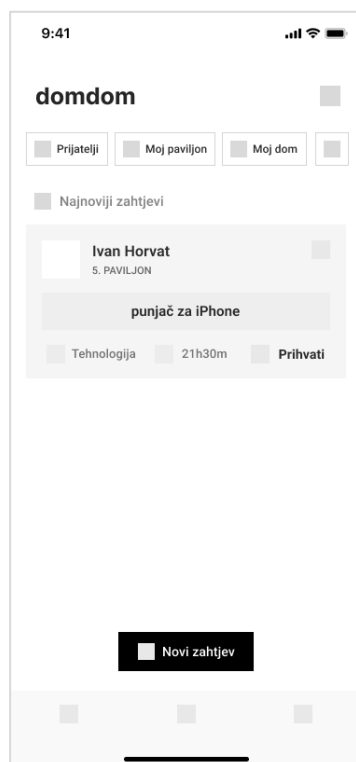 9:41
domdom
Prijatelji Moj paviljon Moj dom
Najnoviji zahtjevi
Ivan Horvat
5. PAVILJON
punjač za iPhone
Tehnologija 21h30m Prihvati
Novi zahtjev